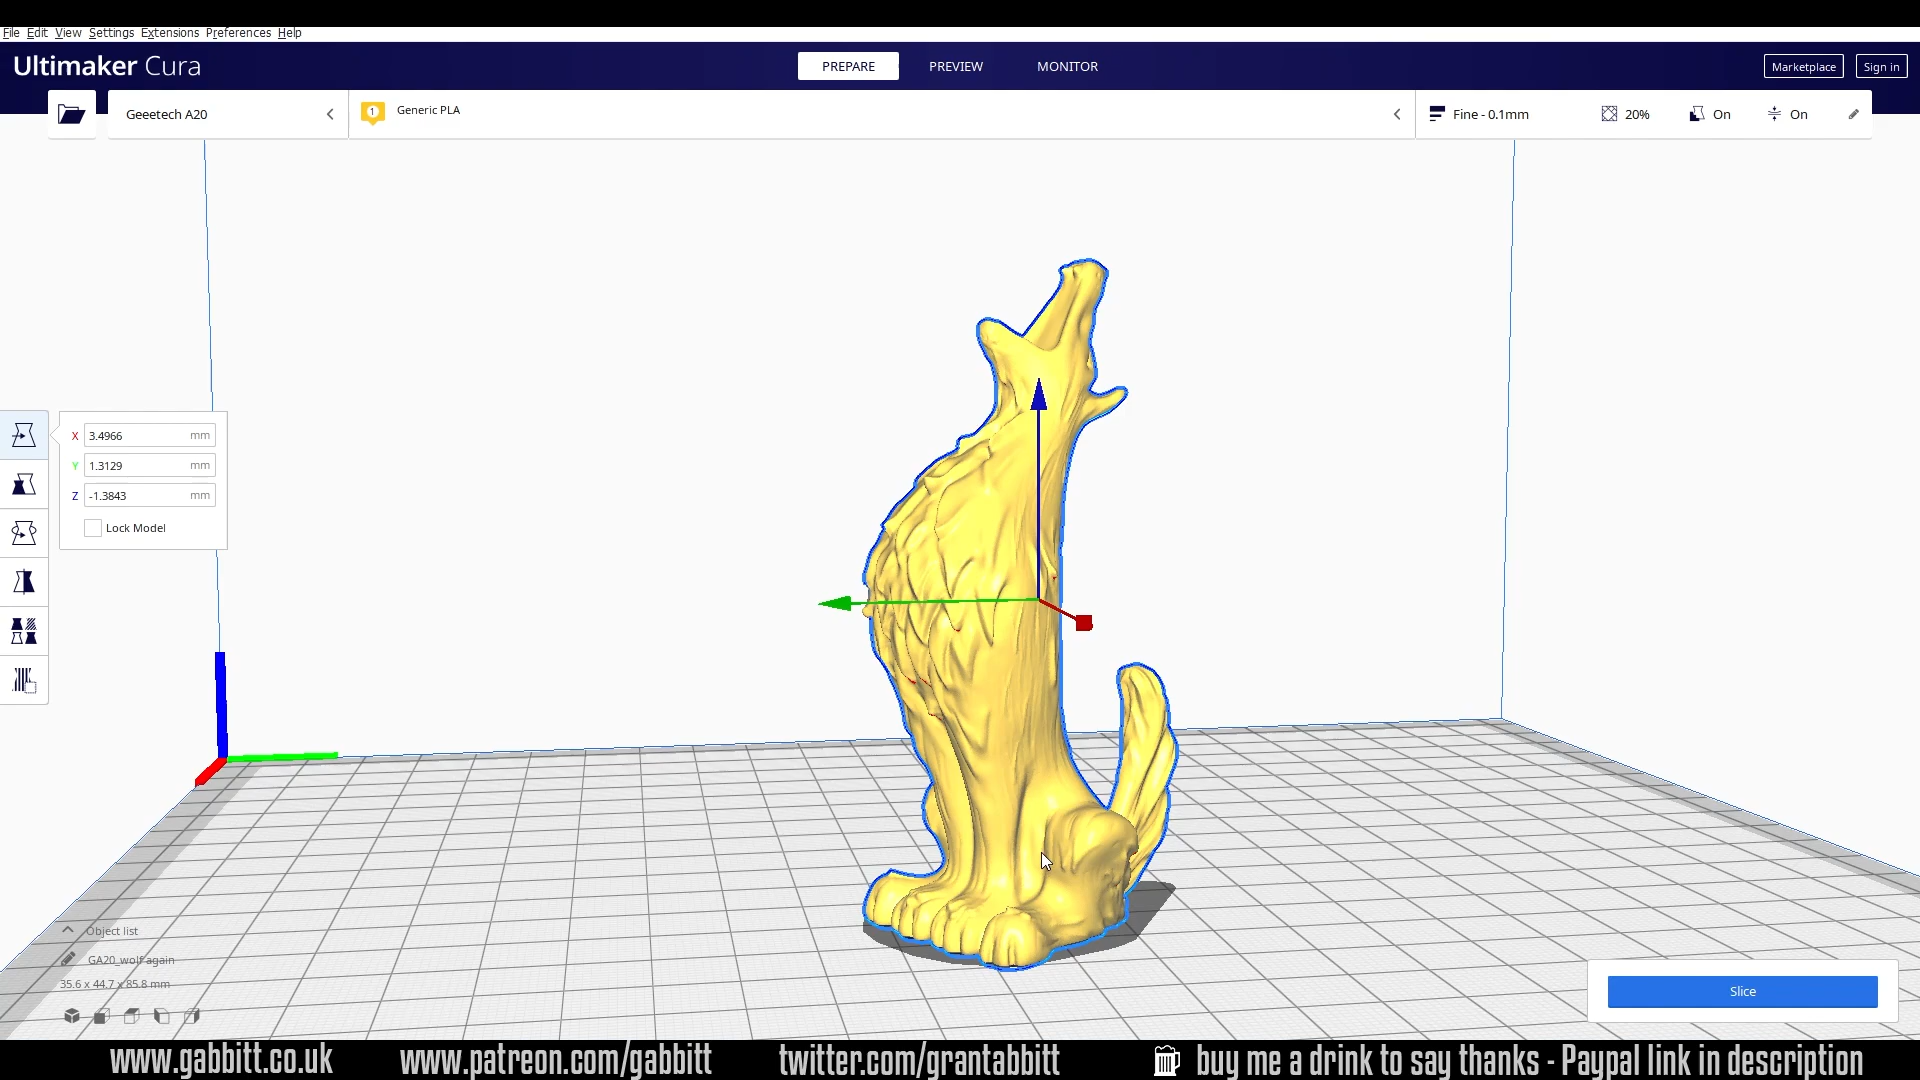 File Edit View Settings Extensions Preferences Help
Ultimaker Cura
PREPARE PREVIEW MONITOR
Marketplace Sign in
Geeetech A20
1 Generic PLA
Fine - 0.1mm 20% On On
X 3.4966 mm
Y 1.3129 mm
Z -1.3843 mm
Lock Model
Object list
GA20_wolf again
35.6 x 44.7 x 85.8 mm
Slice
www.gabbitt.co.uk www.patreon.com/gabbitt twitter.com/grantabbitt buy me a drink to say thanks - Paypal link in description